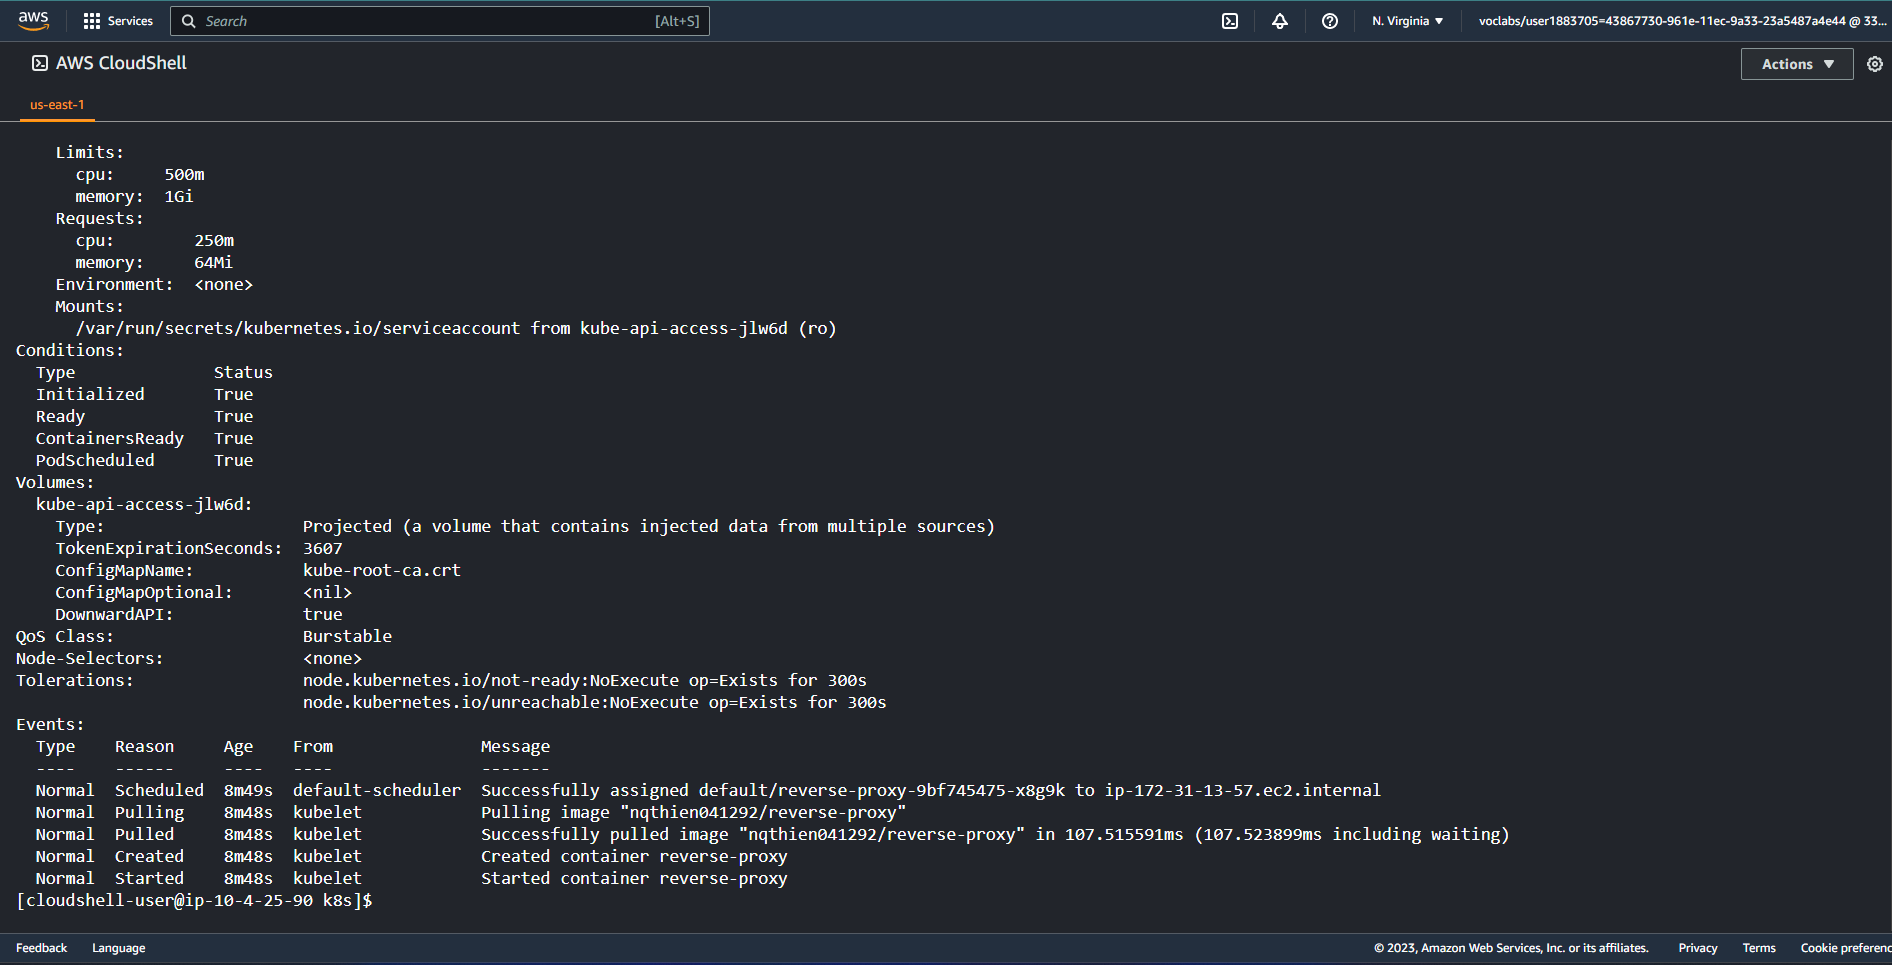 aws Services Search [Alt+S] N. Virginia ▼ voclabs/user1883705=43867730-961e-11ec-9a33-23a5487a4e44 @ 33...
AWS CloudShell Actions ▼
us-east-1
Limits:
cpu: 500m
memory: 1Gi
Requests:
cpu: 250m
memory: 64Mi
Environment: <none>
Mounts:
/var/run/secrets/kubernetes.io/serviceaccount from kube-api-access-jlw6d (ro)
Conditions:
Type Status
Initialized True
Ready True
ContainersReady True
PodScheduled True
Volumes:
kube-api-access-jlw6d:
Type: Projected (a volume that contains injected data from multiple sources)
TokenExpirationSeconds: 3607
ConfigMapName: kube-root-ca.crt
ConfigMapOptional: <nil>
DownwardAPI: true
QoS Class: Burstable
Node-Selectors: <none>
Tolerations: node.kubernetes.io/not-ready:NoExecute op=Exists for 300s
node.kubernetes.io/unreachable:NoExecute op=Exists for 300s
Events:
Type Reason Age From Message
---- ------ ---- ---- -------
Normal Scheduled 8m49s default-scheduler Successfully assigned default/reverse-proxy-9bf745475-x8g9k to ip-172-31-13-57.ec2.internal
Normal Pulling 8m48s kubelet Pulling image "nqthien041292/reverse-proxy"
Normal Pulled 8m48s kubelet Successfully pulled image "nqthien041292/reverse-proxy" in 107.515591ms (107.523899ms including waiting)
Normal Created 8m48s kubelet Created container reverse-proxy
Normal Started 8m48s kubelet Started container reverse-proxy
[cloudshell-user@ip-10-4-25-90 k8s]$
Feedback Language © 2023, Amazon Web Services, Inc. or its affiliates. Privacy Terms Cookie preferenc